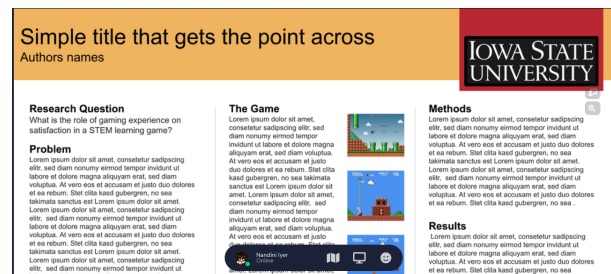 Simple title that gets the point across
Authors names
IOWA STATE
UNIVERSITY
Research Question
What is the role of gaming experience on
satisfaction in a STEM learning game?
Problem
Lorem ipsum dolor sit amet, consetetur sadipscing
elitr, sed diam nonumy eirmod tempor invidunt ut
labore et dolore magna aliquyam erat, sed diam
voluptua. At vero eos et accusam et justo duo dolores
et ea rebum. Stet clita kasd gubergren, no sea
takimata sanctus est Lorem ipsum dolor sit amet.
Lorem ipsum dolor sit amet, consetetur sadipscing
elitr, sed diam nonumy eirmod tempor invidunt ut
labore et dolore magna aliquyam erat, sed diam
voluptua. At vero eos et accusam et justo duo dolores
et ea rebum. Stet clita kasd gubergren, no sea
takimata sanctus est Lorem ipsum dolor sit amet.
Lorem ipsum dolor sit amet, consetetur sadipscing
elitr, sed diam nonumy eirmod tempor invidunt ut
The Game
Lorem ipsum dolor sit amet,
consetetur sadipscing elitr, sed
diam nonumy eirmod tempor
invidunt ut labore et dolore magna
aliquyam erat, sed diam voluptua.
At vero eos et accusam et justo
duo dolores et ea rebum. Stet clita
kasd gubergren, no sea takimata
sanctus est Lorem ipsum dolor sit
amet. Lorem ipsum dolor sit amet,
consetetur sadipscing elitr, sed
diam nonumy eirmod tempor
invidunt ut labore et dolore magna
aliquyam erat, sed diam voluptua.
At vero eos et accusam et justo
Nandini Iyer
Online
Methods
Lorem ipsum dolor sit amet, consetetur sadipscing
elitr, sed diam nonumy eirmod tempor invidunt ut
labore et dolore magna aliquyam erat, sed diam
voluptua. At vero eos et accusam et justo duo dolores
et ea rebum. Stet clita kasd gubergren, no sea
takimata sanctus est Lorem ipsum dolor sit amet.
Lorem ipsum dolor sit amet, consetetur sadipscing
elitr, sed diam nonumy eirmod tempor invidunt ut
labore et dolore magna aliquyam erat, sed diam
voluptua. At vero eos et accusam et justo duo dolores
et ea rebum. Stet clita kasd gubergren, no sea .
Results
Lorem ipsum dolor sit amet, consetetur sadipscing
elitr, sed diam nonumy eirmod tempor invidunt ut
labore et dolore magna aliquyam erat, sed diam
voluptua. At vero eos et accusam et justo duo dolores